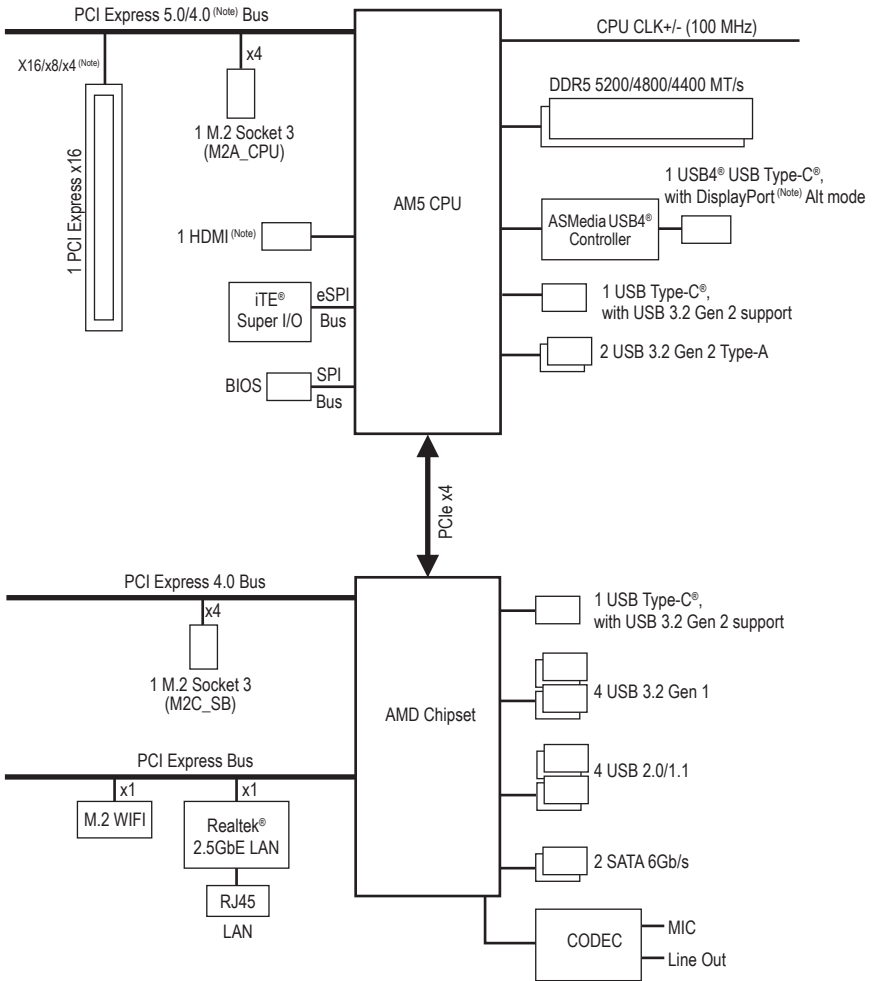 PCI Express 5.0/4.0 (Note) Bus
CPU CLK+/- (100 MHz)
X16/x8/x4 (Note)
x4
1 PCI Express x16
1 M.2 Socket 3
(M2A_CPU)
DDR5 5200/4800/4400 MT/s
AM5 CPU
1 USB4® USB Type-C®,
with DisplayPort (Note) Alt mode
ASMedia USB4®
Controller
1 HDMI (Note)
iTE®
Super I/O
eSPI
Bus
1 USB Type-C®,
with USB 3.2 Gen 2 support
2 USB 3.2 Gen 2 Type-A
BIOS
SPI
Bus
PCIe x4
PCI Express 4.0 Bus
x4
1 M.2 Socket 3
(M2C_SB)
AMD Chipset
1 USB Type-C®,
with USB 3.2 Gen 2 support
4 USB 3.2 Gen 1
PCI Express Bus
x1
x1
M.2 WIFI
Realtek®
2.5GbE LAN
RJ45
LAN
4 USB 2.0/1.1
2 SATA 6Gb/s
CODEC
MIC
Line Out